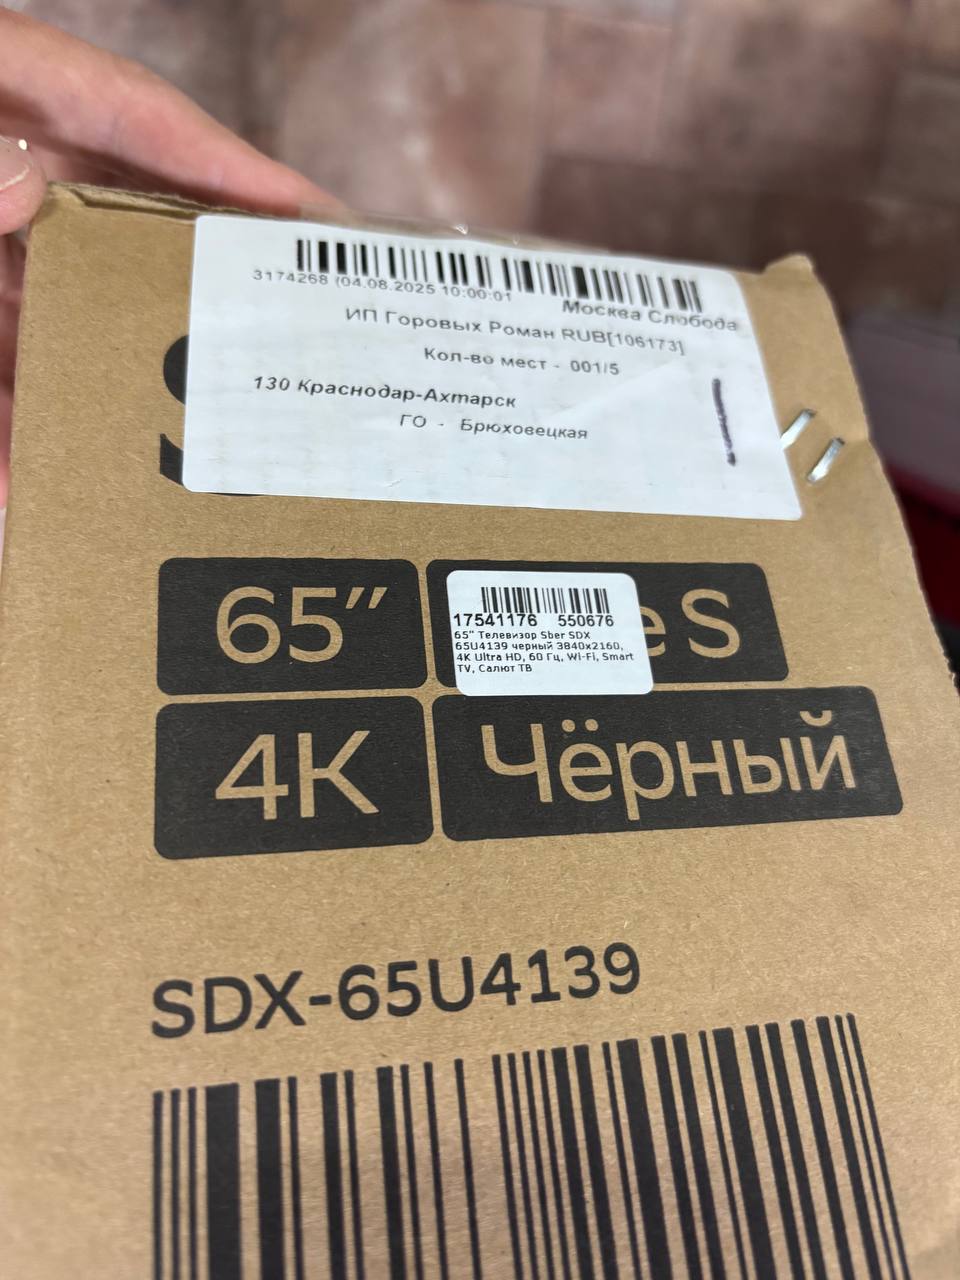 3174268 (04.08.2025 10:00:01
Москва Слобода
ИП Горовых Роман RUB[106173]
Кол-во мест - 001/5
130 Краснодар-Ахтарск
ГО - Брюховецкая
65”
e S
17541176 550676
65" Телевизор Sber SDX
65U4139 черный 3840x2160,
4K Ultra HD, 60 Гц, Wi-Fi, Smart
TV, Салют ТВ
4K
Чёрный
SDX-65U4139